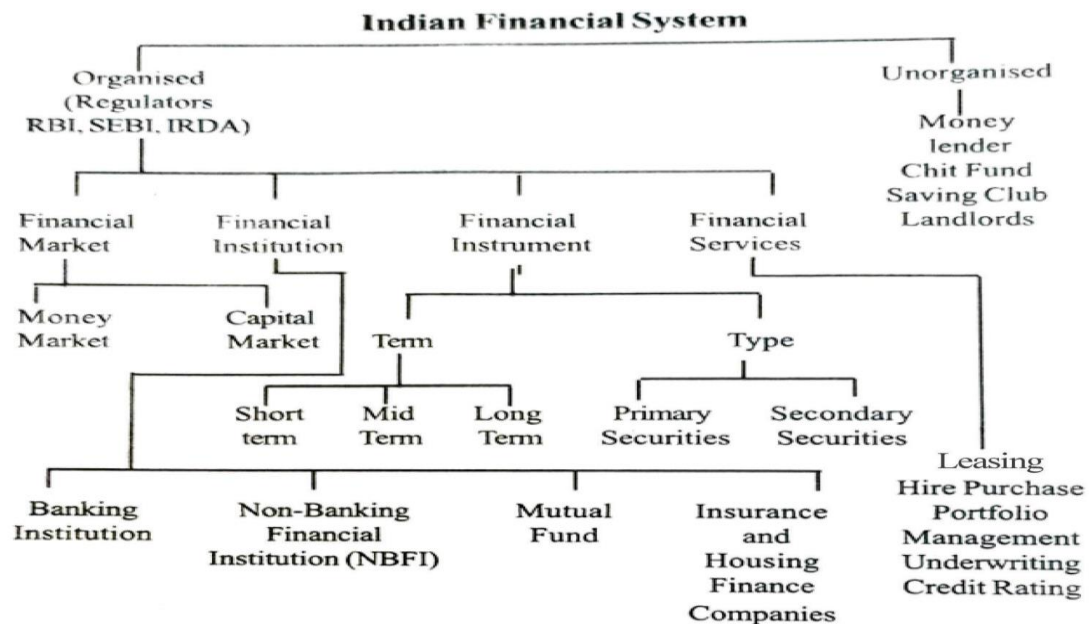 Indian Financial System
Organised
(Regulators
RBI, SEBI, IRDA)
Unorganised
Money
lender
Chit Fund
Saving Club
Landlords
Financial
Market
Financial
Institution
Financial
Instrument
Financial
Services
Money
Market
Capital
Market
Term
Type
Short
term
Mid
Term
Long
Term
Primary
Securities
Secondary
Securities
Leasing
Hire Purchase
Portfolio
Management
Underwriting
Credit Rating
Banking
Institution
Non-Banking
Financial
Institution (NBFI)
Mutual
Fund
Insurance
and
Housing
Finance
Companies